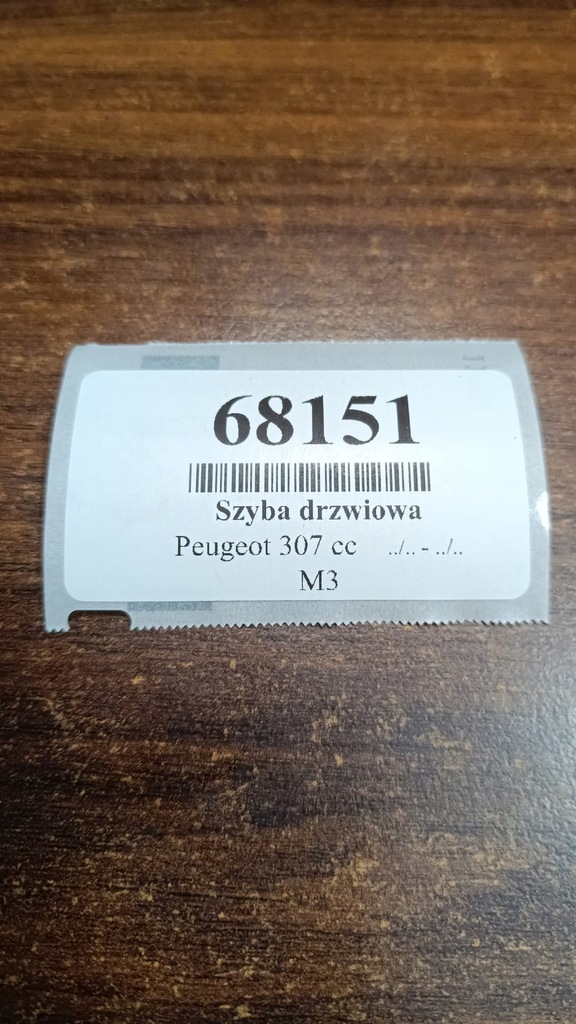 68151
Szyba drzwiowa
Peugeot 307 cc ../.. - ../..
M3